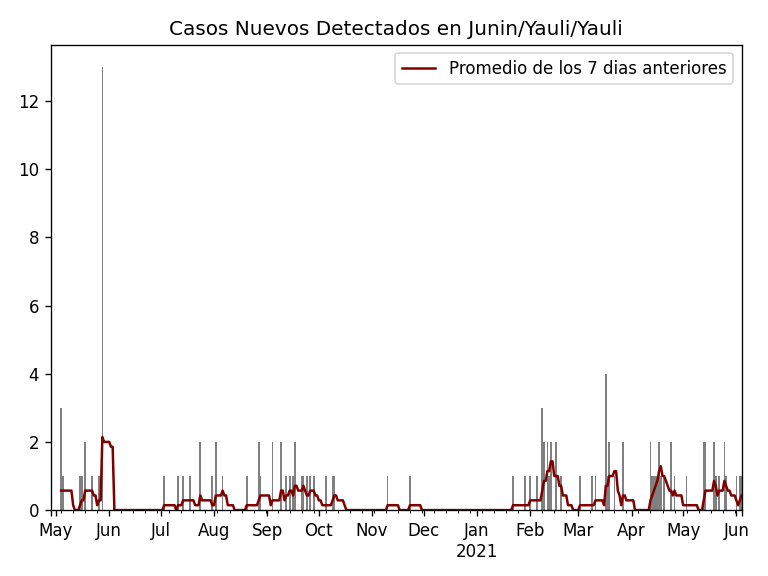 Casos Nuevos Detectados en Junin/Yauli/Yauli
Promedio de los 7 dias anteriores
12
10
8
6
4
2
0
May Jun Jul Aug Sep Oct Nov Dec Jan Feb Mar Apr May Jun
2021